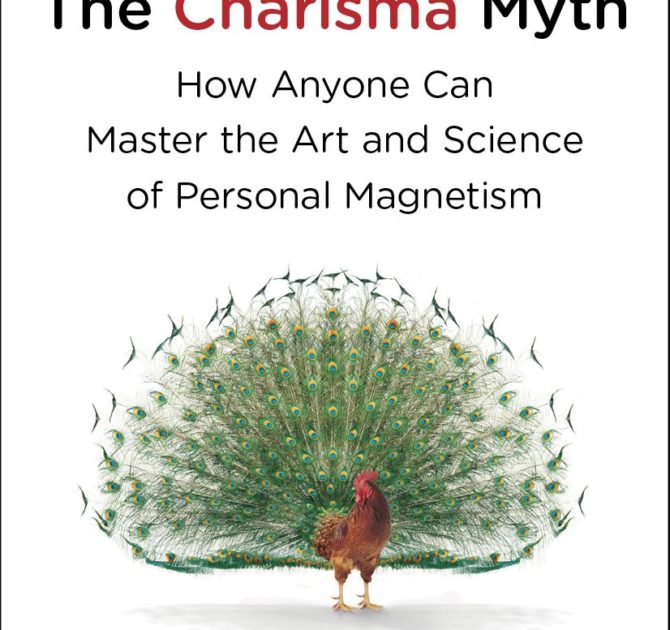 The Charisma Myth
How Anyone Can
Master the Art and Science
of Personal Magnetism